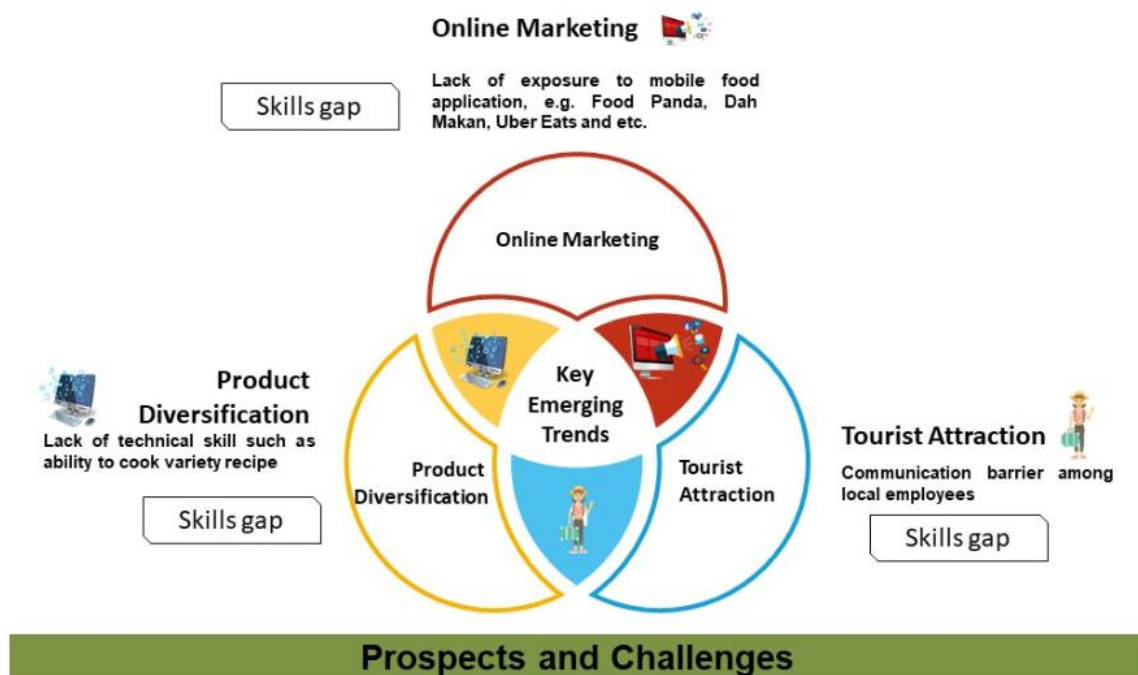 Online Marketing
Skills gap
Lack of exposure to mobile food
application, e.g. Food Panda, Dah
Makan, Uber Eats and etc.
Online Marketing
Key
Emerging
Trends
Product
Diversification
Lack of technical skill such as
ability to cook variety recipe
Skills gap
Product
Diversification
Tourist
Attraction
Tourist Attraction
Communication barrier among
local employees
Skills gap
Prospects and Challenges